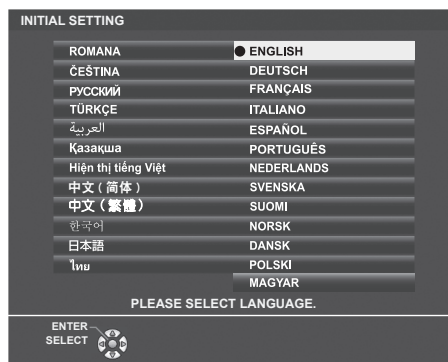 INITIAL SETTING
ROMANA
ČEŠTINA
РУССКИЙ
TÜRKÇE
العربية
Қазақша
Hiện thị tiếng Việt
中文 ( 简体 )
中文 ( 繁體 )
한국어
日本語
ไทย
ENGLISH
DEUTSCH
FRANÇAIS
ITALIANO
ESPAÑOL
PORTUGUÊS
NEDERLANDS
SVENSKA
SUOMI
NORSK
DANSK
POLSKI
MAGYAR
PLEASE SELECT LANGUAGE.
ENTER
SELECT